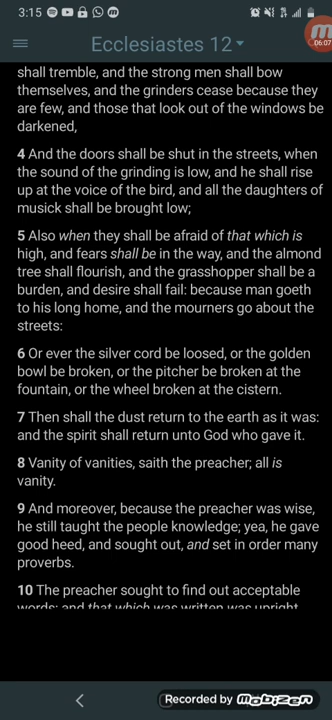 3:15
06:07
Ecclesiastes 12
shall tremble, and the strong men shall bow
themselves, and the grinders cease because they
are few, and those that look out of the windows be
darkened,
4 And the doors shall be shut in the streets, when
the sound of the grinding is low, and he shall rise
up at the voice of the bird, and all the daughters of
musick shall be brought low;
5 Also when they shall be afraid of that which is
high, and fears shall be in the way, and the almond
tree shall flourish, and the grasshopper shall be a
burden, and desire shall fail: because man goeth
to his long home, and the mourners go about the
streets:
6 Or ever the silver cord be loosed, or the golden
bowl be broken, or the pitcher be broken at the
fountain, or the wheel broken at the cistern.
7 Then shall the dust return to the earth as it was:
and the spirit shall return unto God who gave it.
8 Vanity of vanities, saith the preacher; all is
vanity.
9 And moreover, because the preacher was wise,
he still taught the people knowledge; yea, he gave
good heed, and sought out, and set in order many
proverbs.
10 The preacher sought to find out acceptable
words: and that which was written was upright
Recorded by Mobizen